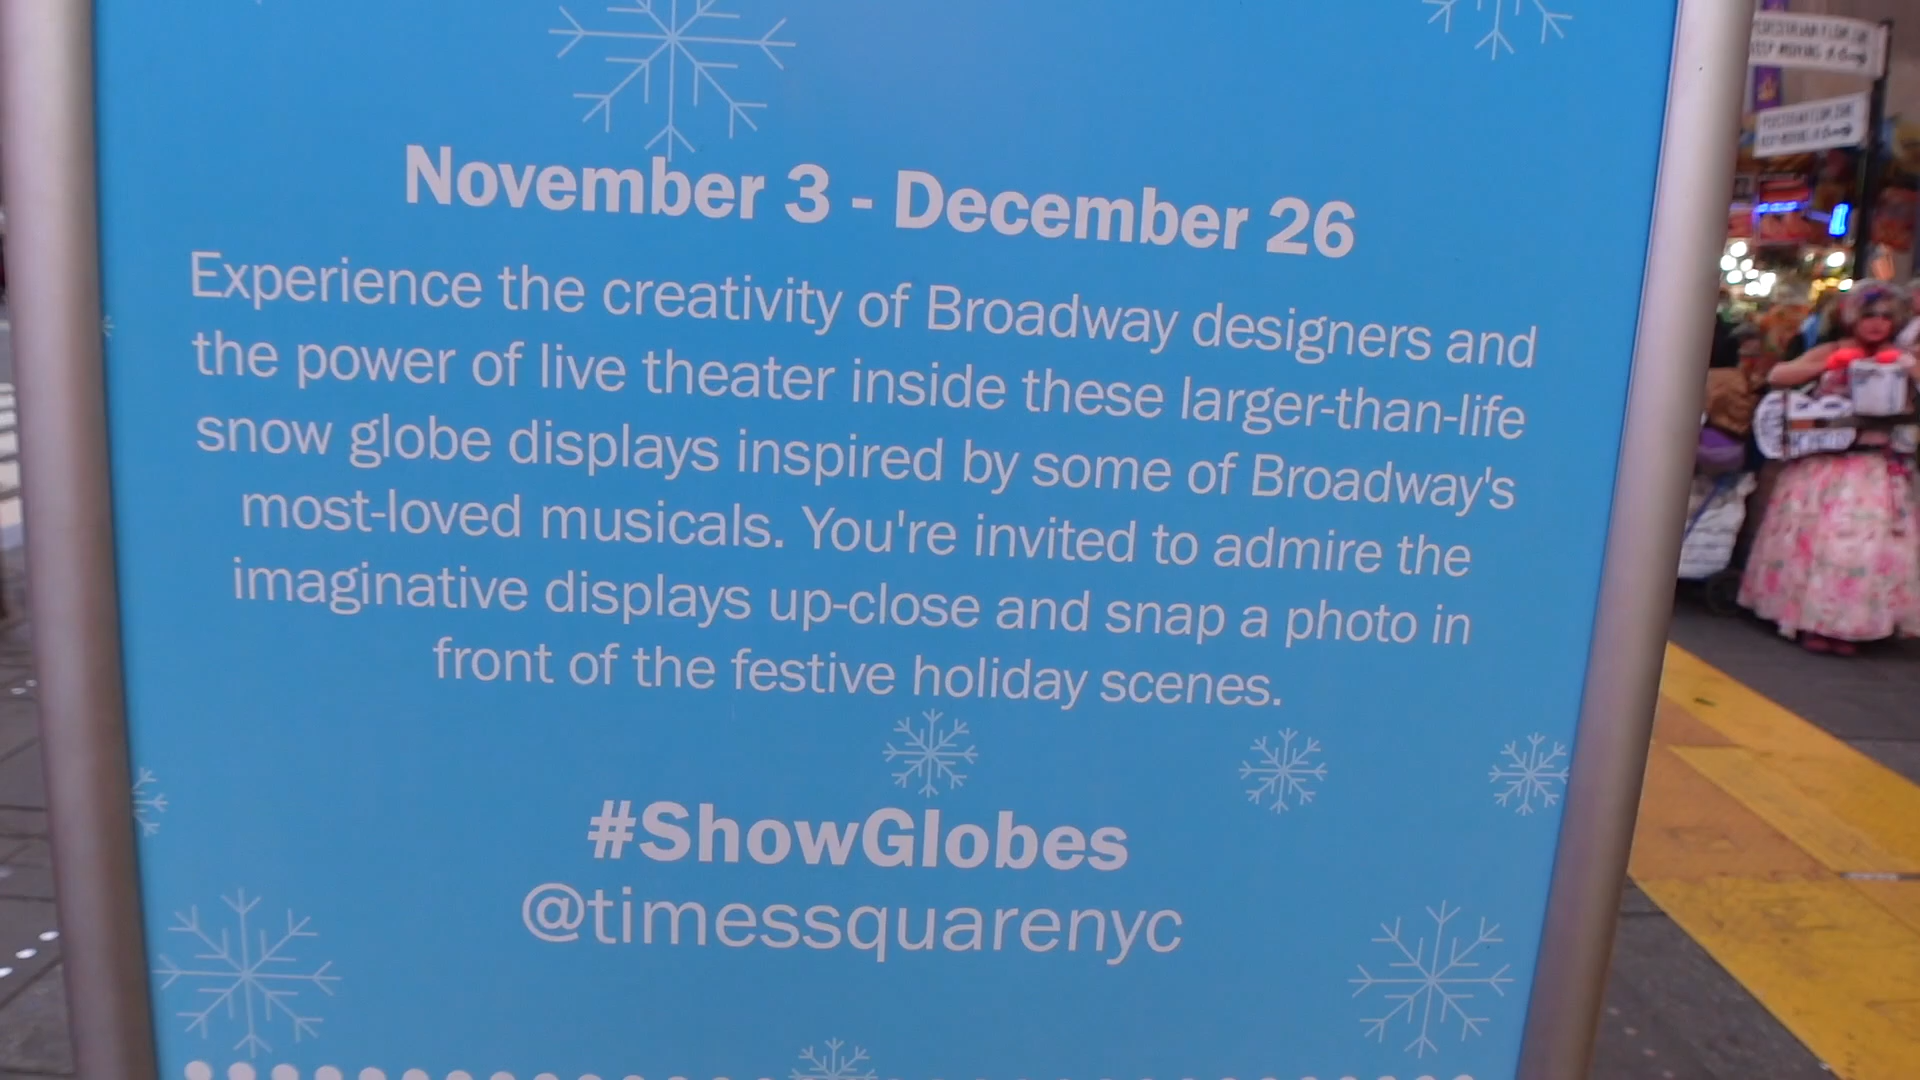 November 3 - December 26
Experience the creativity of Broadway designers and
the power of live theater inside these larger-than-life
snow globe displays inspired by some of Broadway's
most-loved musicals. You're invited to admire the
imaginative displays up-close and snap a photo in
front of the festive holiday scenes.
#ShowGlobes
@timessquarenyc